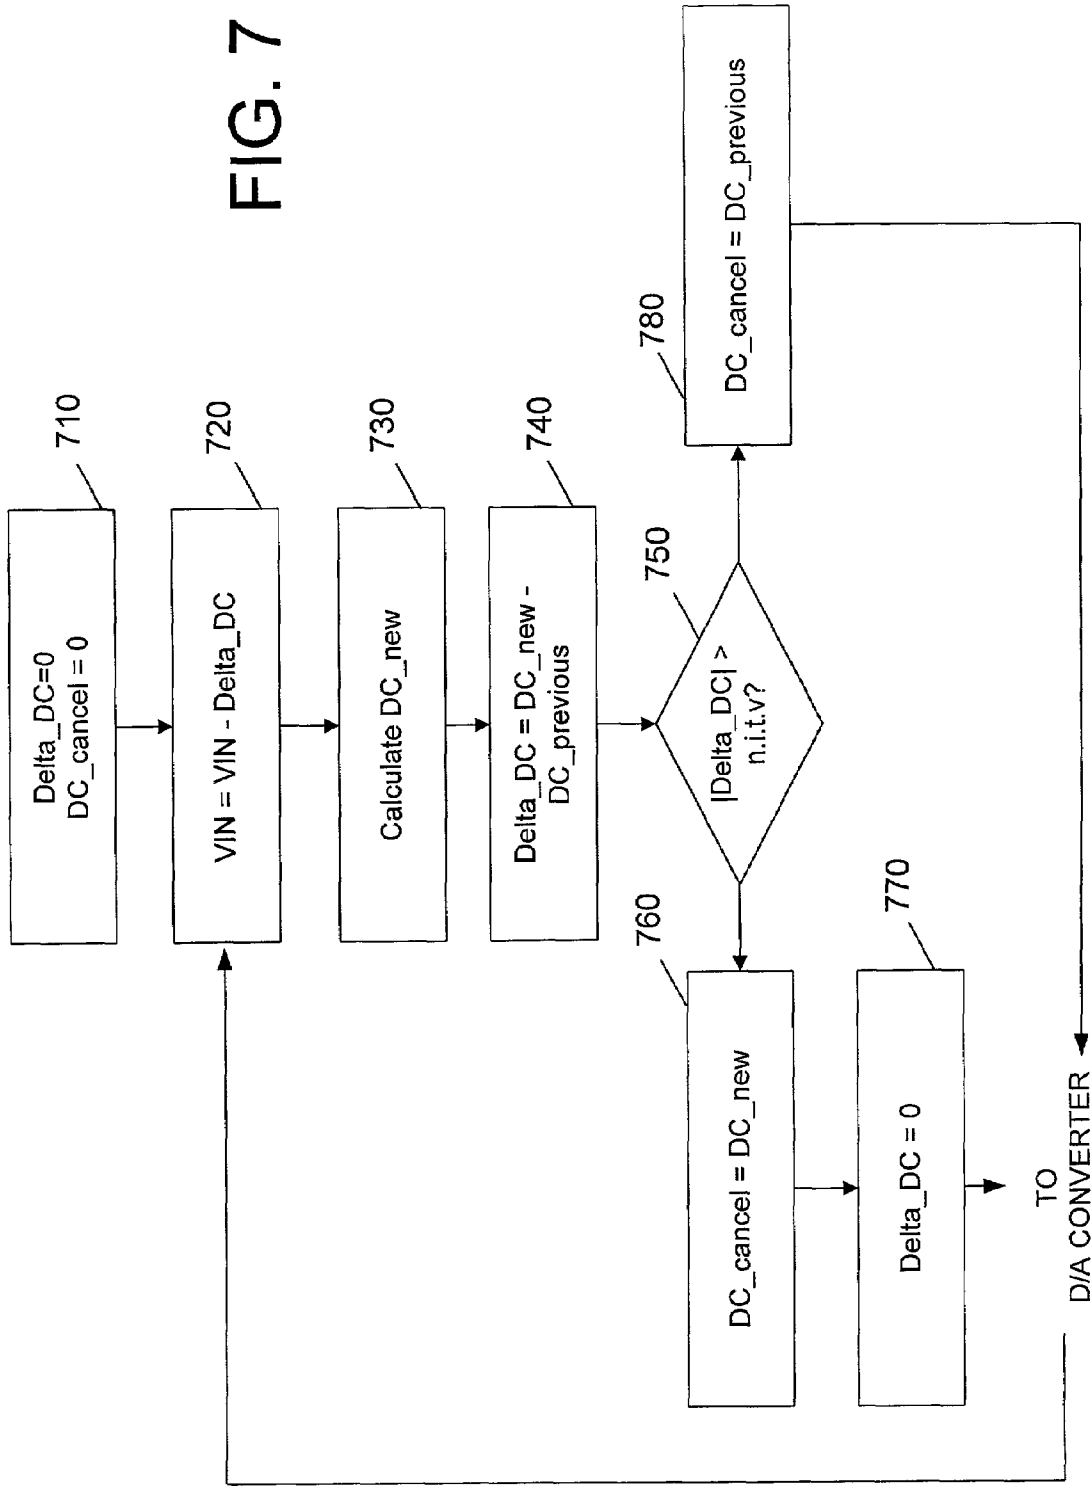 FIG. 7
Delta_DC=0
DC_cancel = 0
710
VIN = VIN - Delta_DC
720
Calculate DC_new
730
Delta_DC = DC_new -
DC_previous
740
|Delta_DC| >
n.i.t.v?
750
DC_cancel = DC_new
760
Delta_DC = 0
770
DC_cancel = DC_previous
780
TO
D/A CONVERTER